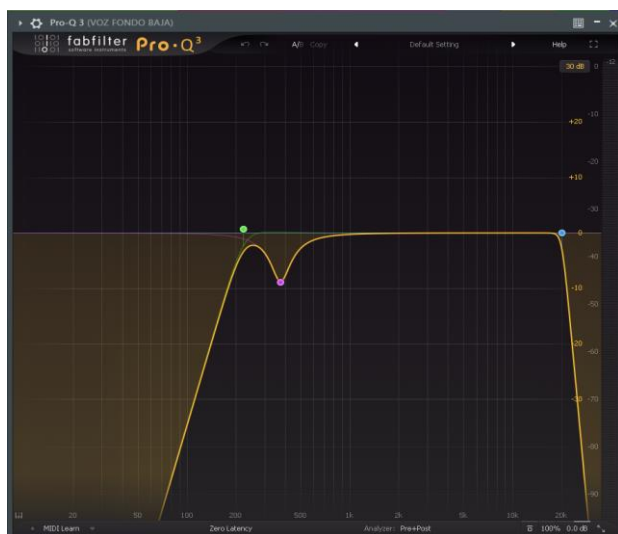 Pro-Q 3 (VOZ FONDO BAJA)
fabfilter Pro·Q³
software instruments
A/B Copy Default Setting Help
30 dB 0 -12
+20 -10
-20
+10
-30
0
-40
-10
-50
-20
-60
-30 -70
-80
-90
20 50 100 200 500 1k 2k 5k 10k 20k
MIDI Learn Zero Latency Analyzer: Pre+Post 100% 0.0 dB